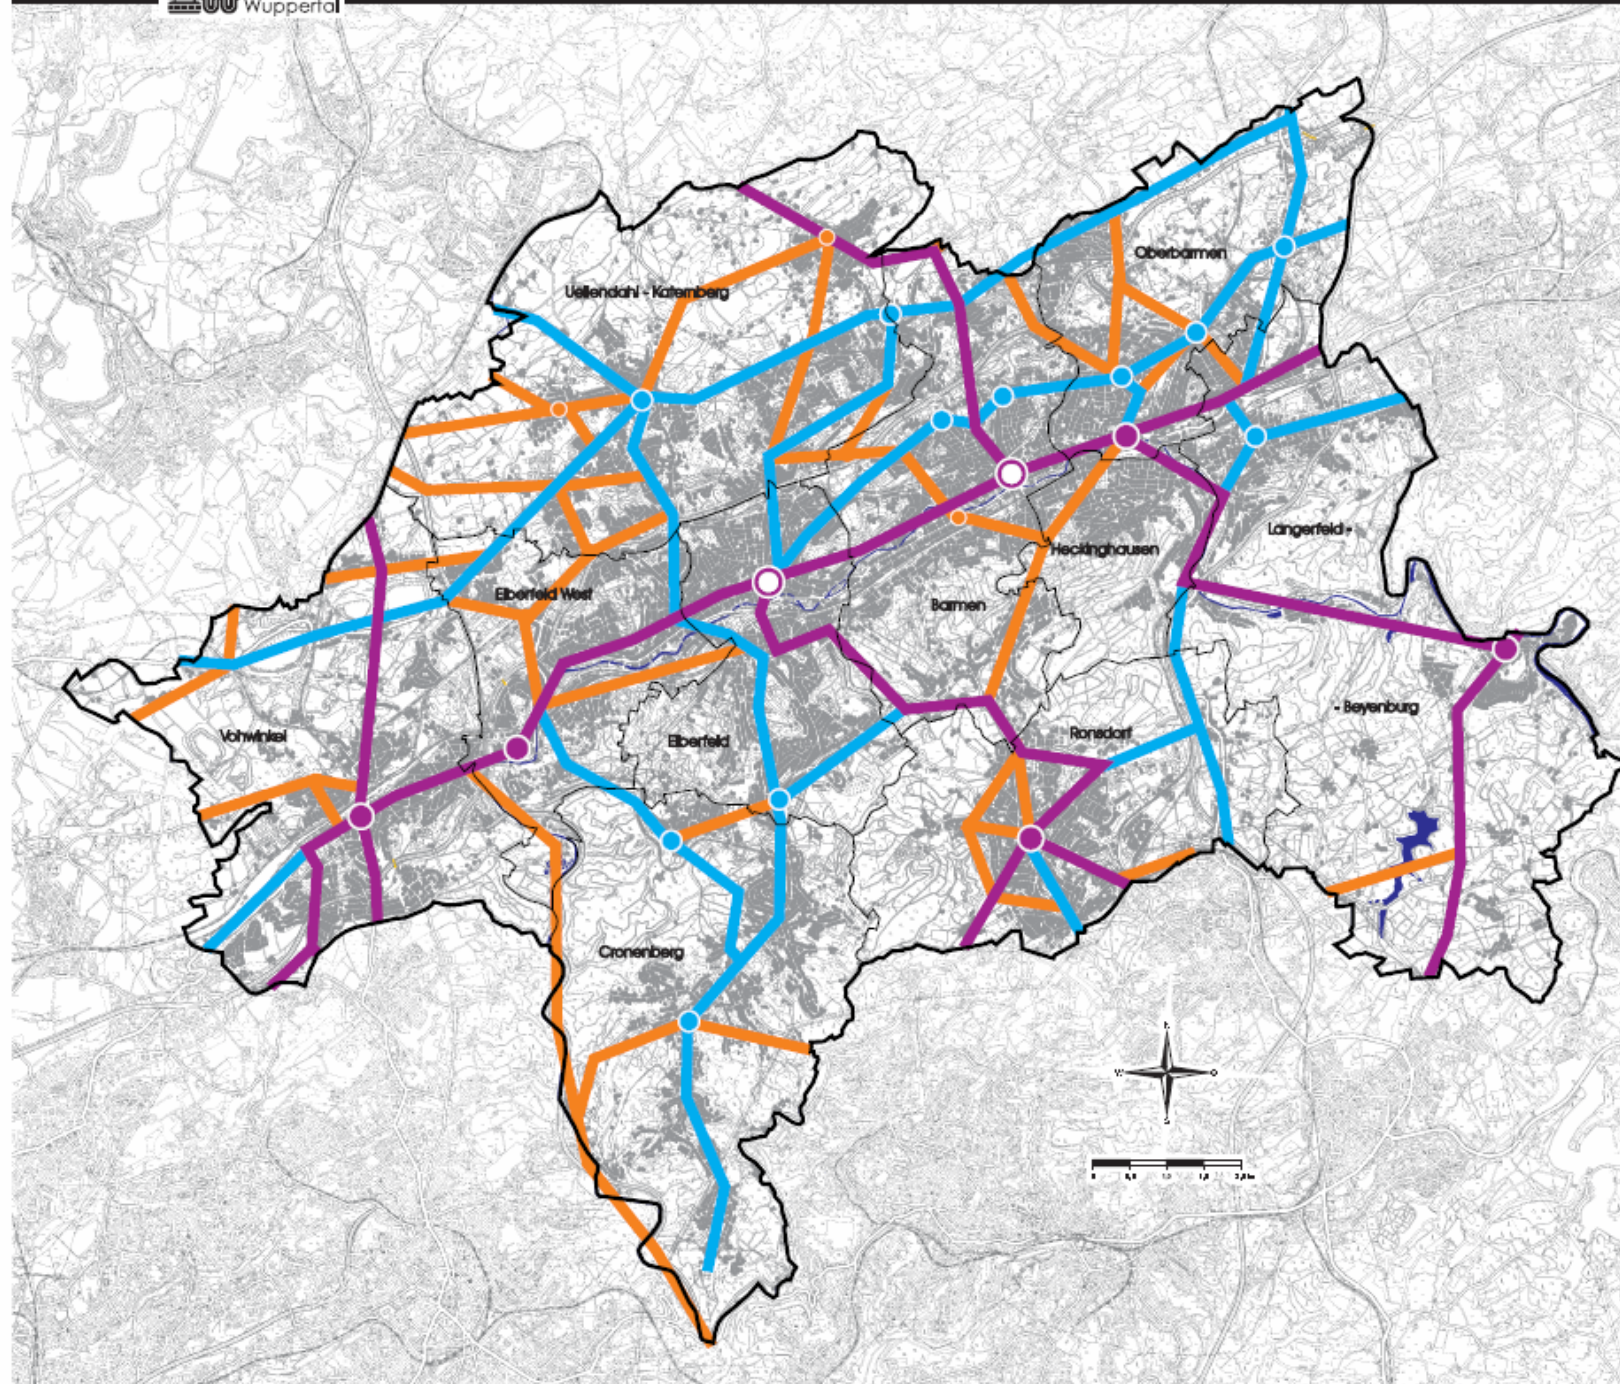 Wuppertal
Oberbarmen
Uellendahl - Katernberg
Langerfeld -
Heckinghausen
Elberfeld West
Barmen
- Beyenburg
Vohwinkel
Elberfeld
Ronsdorf
Cronenberg
N
W
O
S